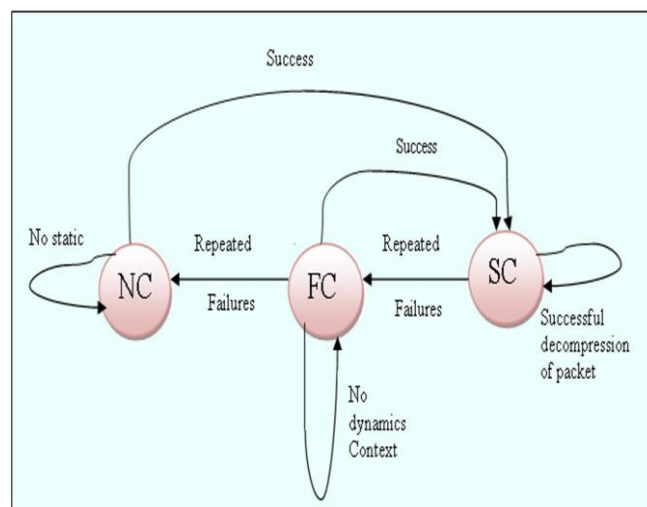 Success
Success
No static
Repeated
Failures
Repeated
Failures
NC
FC
SC
Successful
decompression
of packet
No
dynamics
Context